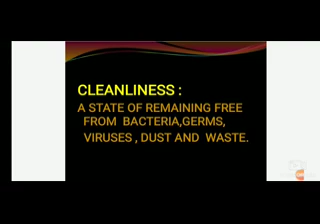 CLEANLINESS :
A STATE OF REMAINING FREE
FROM BACTERIA,GERMS,
VIRUSES , DUST AND WASTE.